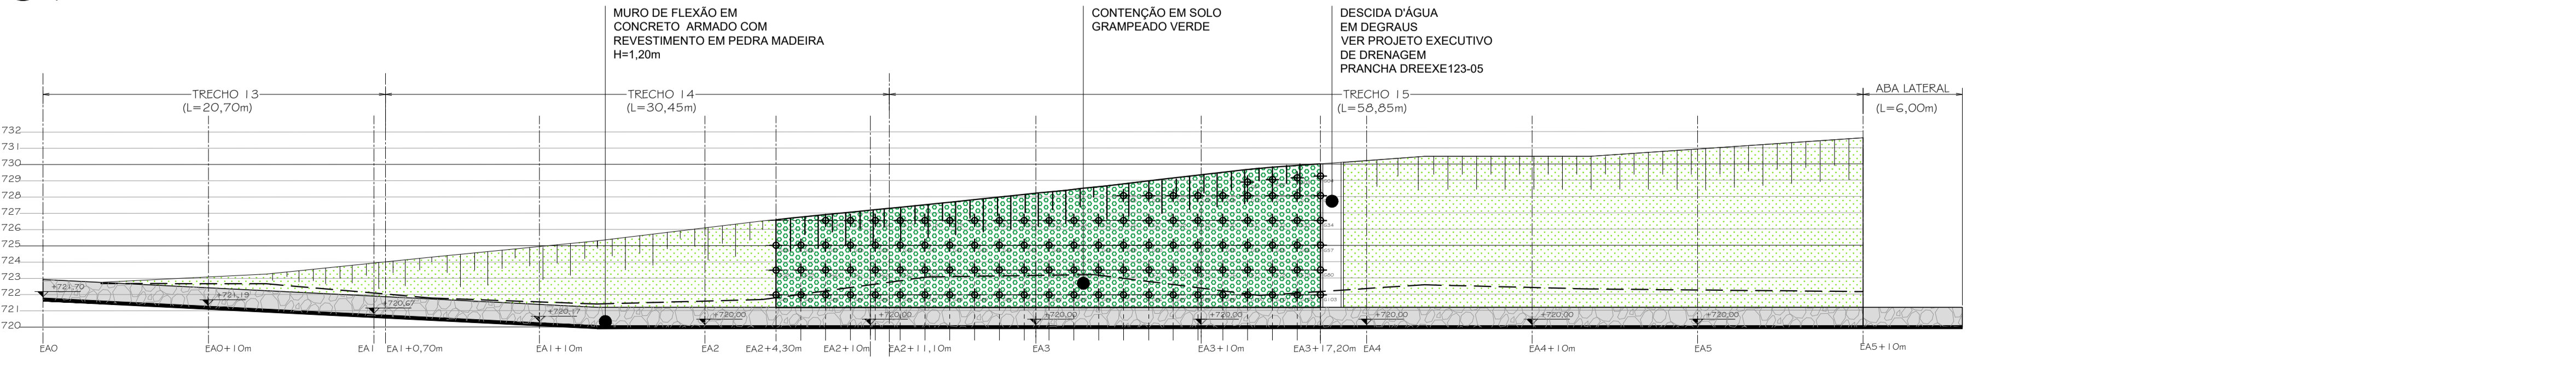 MURO DE FLEXÃO EM
CONCRETO ARMADO COM
REVESTIMENTO EM PEDRA MADEIRA
H=1,20m
CONTENÇÃO EM SOLO
GRAMPEADO VERDE
DESCIDA D'ÁGUA
EM DEGRAUS
VER PROJETO EXECUTIVO
DE DRENAGEM
PRANCHA DREEXE123-05
TRECHO 13
(L=20,70m)
TRECHO 14
(L=30,45m)
TRECHO 15
(L=58,85m)
ABA LATERAL
(L=6,00m)
732
731
730
729
728
727
726
725
724
723
722
721
720
+721,70
+721,19
+720,67
+720,17
+720,00
+720,00
+720,00
+720,00
+720,00
+720,00
+720,00
EA0
EA0+10m
EA1
EA1+0,70m
EA1+10m
EA2
EA2+4,30m
EA2+10m
EA2+11,10m
EA3
EA3+10m
EA3+17,20m
EA4
EA4+10m
EA5
EA5+10m